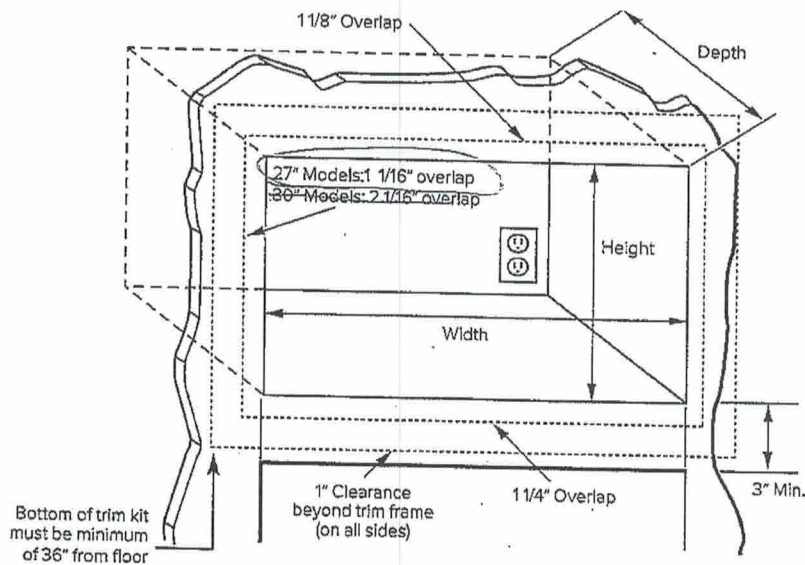 11/8" Overlap
Depth
27" Models:1 1/16" overlap
30" Models: 2 1/16" overlap
Height
Width
1" Clearance
beyond trim frame
(on all sides)
11/4" Overlap
3" Min.
Bottom of trim kit
must be minimum
of 36" from floor